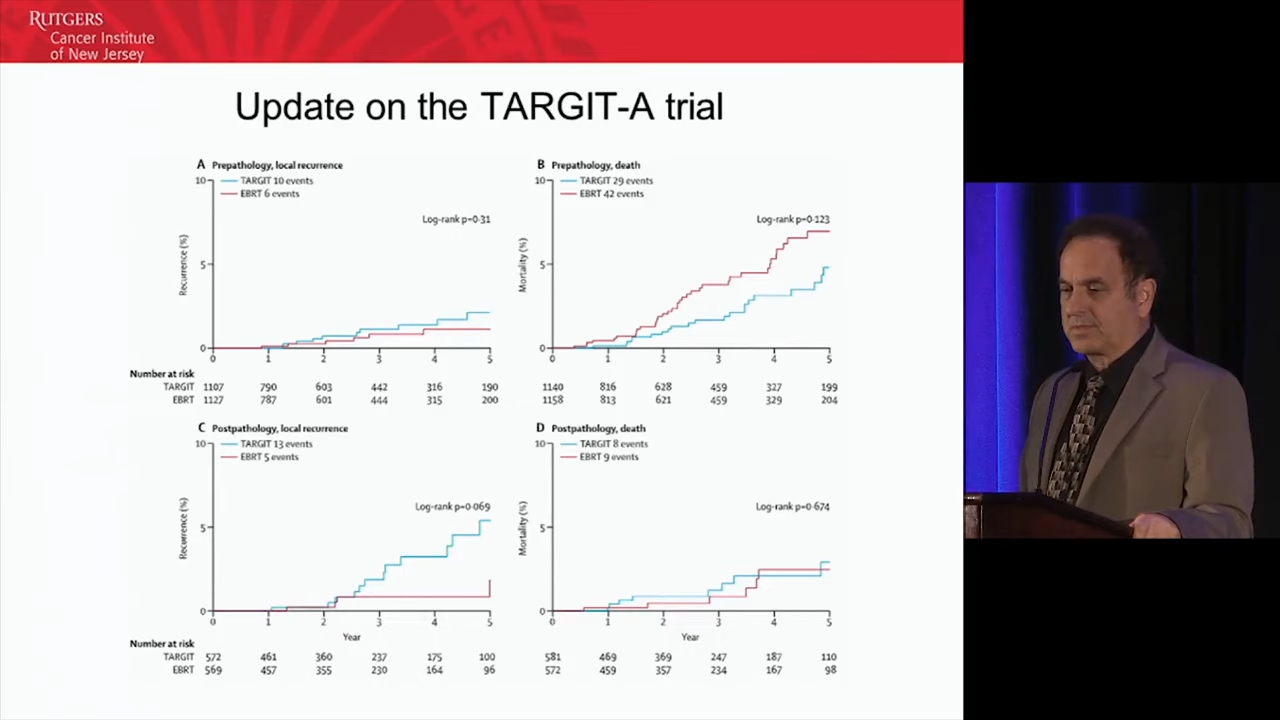 RUTGERS
Cancer Institute
of New Jersey
Update on the TARGIT-A trial
A Prepathology, local recurrence
TARGIT 10 events
EBRT 6 events
Log-rank p=0·31
Recurrence (%)
10
5
0
0 1 2 3 4 5
Number at risk
TARGIT 1107 790 603 442 316 190
EBRT 1127 787 601 444 315 200
B Prepathology, death
TARGIT 29 events
EBRT 42 events
Log-rank p=0·123
Mortality (%)
10
5
0
0 1 2 3 4 5
1140 816 628 459 327 199
1158 813 621 459 329 204
C Postpathology, local recurrence
TARGIT 13 events
EBRT 5 events
Log-rank p=0·069
Recurrence (%)
10
5
0
0 1 2 3 4 5
Year
Number at risk
TARGIT 572 461 360 237 175 100
EBRT 569 457 355 230 164 96
D Postpathology, death
TARGIT 8 events
EBRT 9 events
Log-rank p=0·674
Mortality (%)
10
5
0
0 1 2 3 4 5
Year
581 469 369 247 187 110
572 459 357 234 167 98